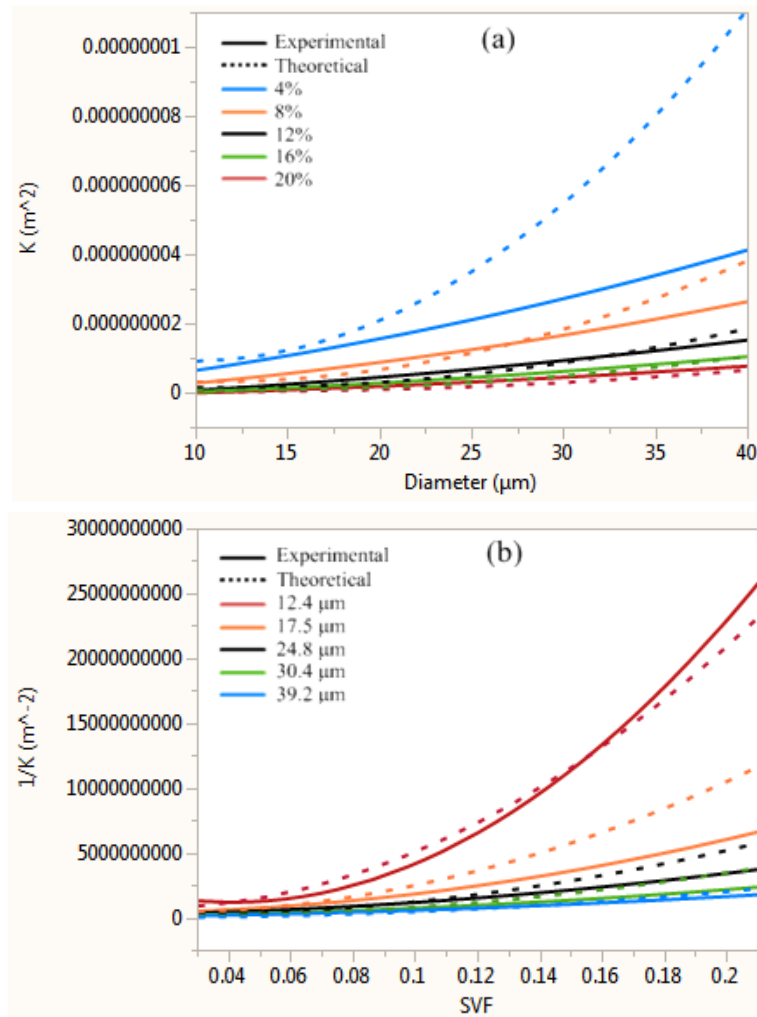 (a)
0.00000001
0.000000008
0.000000006
0.000000004
0.000000002
0
K (m^2)
Experimental
Theoretical
4%
8%
12%
16%
20%
10 15 20 25 30 35 40
Diameter (µm)
(b)
30000000000
25000000000
20000000000
15000000000
10000000000
5000000000
0
1/K (m^-2)
Experimental
Theoretical
12.4 µm
17.5 µm
24.8 µm
30.4 µm
39.2 µm
0.04 0.06 0.08 0.1 0.12 0.14 0.16 0.18 0.2
SVF